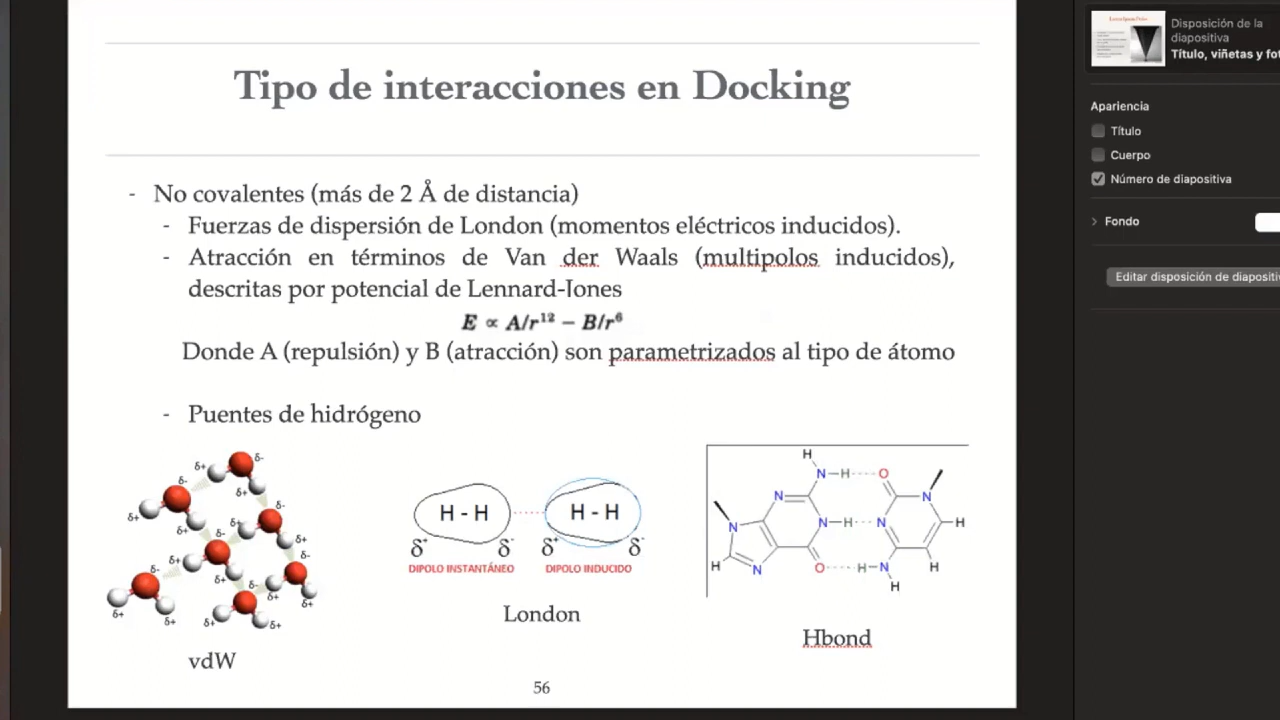 Tipo de interacciones en Docking
- No covalentes (más de 2 Å de distancia)
- Fuerzas de dispersión de London (momentos eléctricos inducidos).
- Atracción en términos de Van der Waals (multipolos inducidos),
descritas por potencial de Lennard-Jones
E ∝ A/r¹² − B/r⁶
Donde A (repulsión) y B (atracción) son parametrizados al tipo de átomo
- Puentes de hidrógeno
δ- δ+ δ+ δ- δ+ δ+ δ- δ+ δ+ δ- δ+ δ+ δ- δ+ δ+ δ- δ+ δ+ δ- δ+ δ+
vdW
H - H
H - H
δ⁺ δ⁻ δ⁺ δ⁻
DIPOLO INSTANTÁNEO DIPOLO INDUCIDO
London
H
N H O
N N
N H N H
N
H N O H N H
H
Hbond
56
Disposición de la
diapositiva
Título, viñetas y fot
Apariencia
Título
Cuerpo
Número de diapositiva
Fondo
Editar disposición de diapositiv